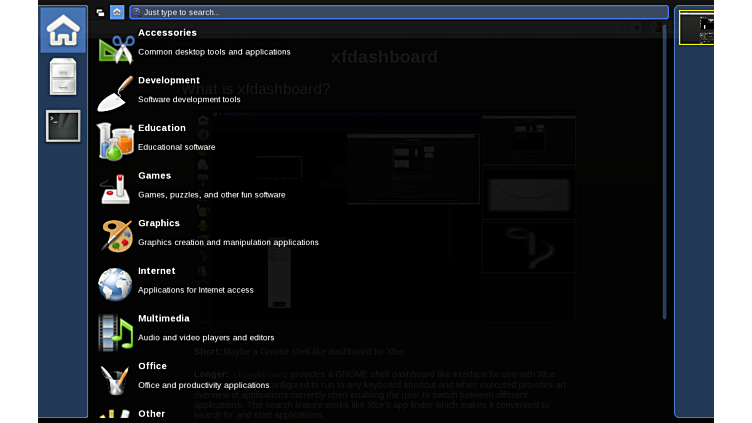 Just type to search...
Accessories
Common desktop tools and applications
xfdashboard
Development
Software development tools
What is xfdashboard?
Education
Educational software
Games
Games, puzzles, and other fun software
Graphics
Graphics creation and manipulation applications
Internet
Applications for Internet access
Multimedia
Audio and video players and editors
Short: Maybe a Gnome shell like dashboard for Xfce
Office
Longer: xfdashboard provides a GNOME shell dashboard like interface for use with Xfce
Office and productivity applications
configured to run to any keyboard shortcut and when executed provides an
overview of applications currently open enabling the user to switch between different
applications. The search feature works like Xfce's app finder which makes it convenient to
Other
search for and start applications.